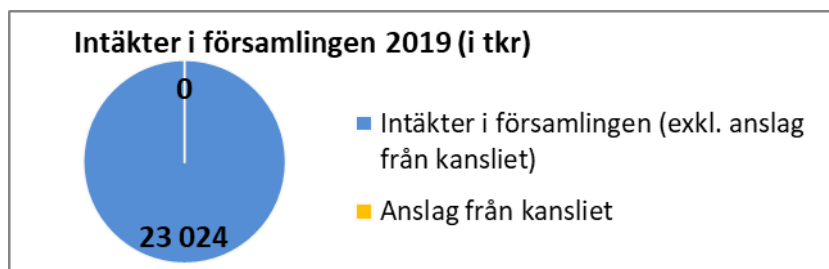 Intäkter i församlingen 2019 (i tkr)
0
23 024
Intäkter i församlingen (exkl. anslag
från kansliet)
Anslag från kansliet